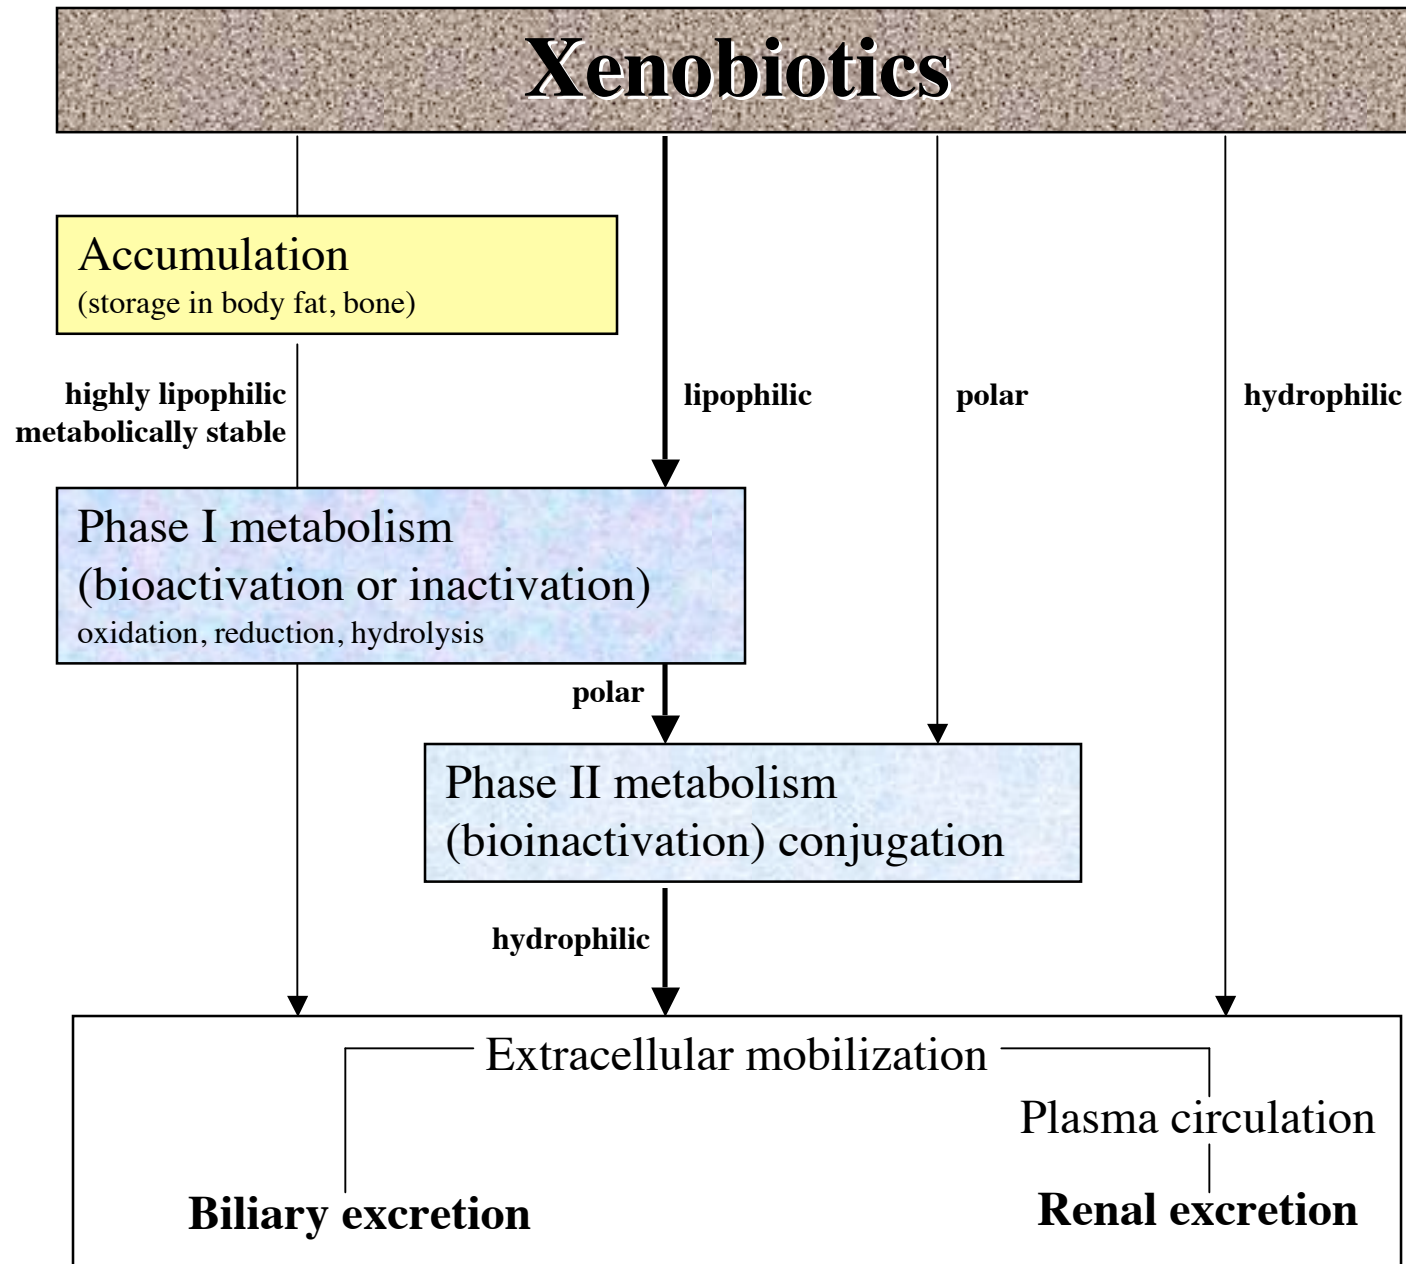 Xenobiotics
Accumulation
(storage in body fat, bone)
highly lipophilic
metabolically stable
lipophilic
polar
hydrophilic
Phase I metabolism
(bioactivation or inactivation)
oxidation, reduction, hydrolysis
polar
Phase II metabolism
(bioinactivation) conjugation
hydrophilic
Extracellular mobilization
Plasma circulation
Biliary excretion
Renal excretion